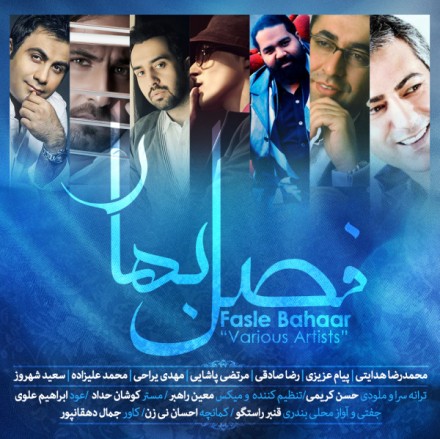 فصل بهار
Fasle Bahaar
"Various Artists"
محمدرضا هدایتی | پیام عزیزی | رضا صادقی | مرتضی پاشایی | مهدی یراحی | محمد علیزاده | سعید شهروز
ترانه سرا و ملودی حسن کریمی / تنظیم کننده و میکس معین راهبر / مستر کوشان حداد / عود ابراهیم علوی
جفتی و آواز محلی بندری قنبر راستگو / کمانچه احسان نی زن / کاور جمال دهقانپور